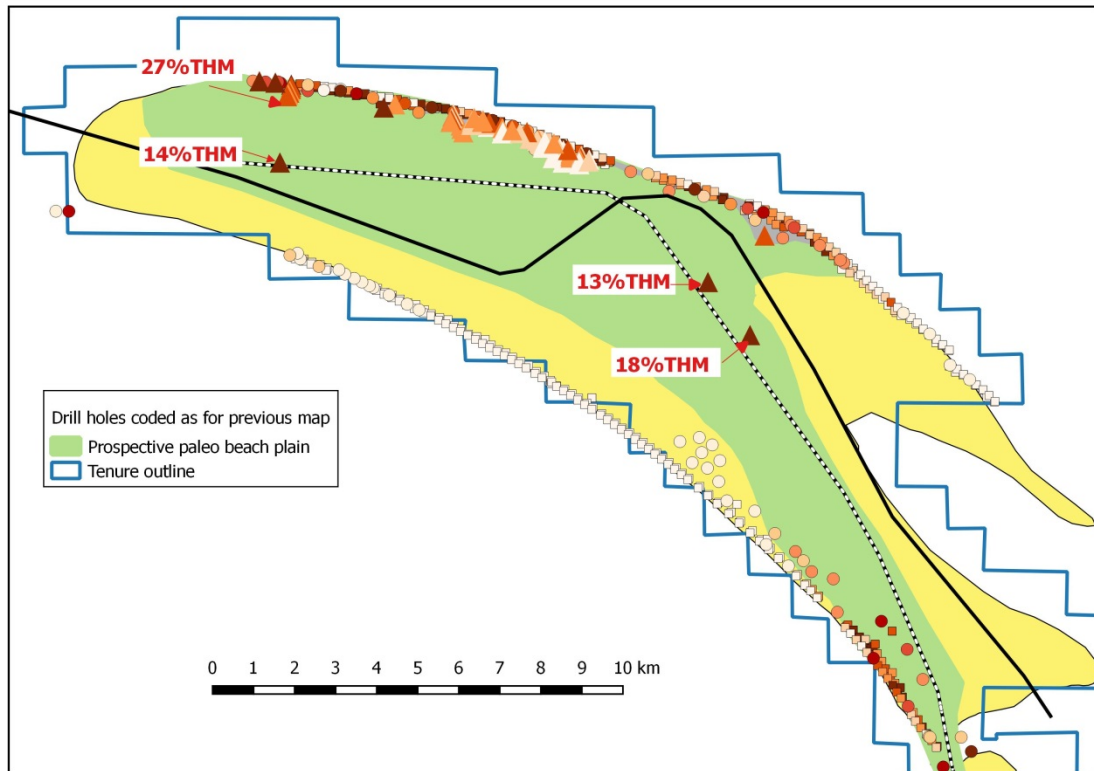 27%THM
14%THM
13%THM
18%THM
Drill holes coded as for previous map
Prospective paleo beach plain
Tenure outline
0 1 2 3 4 5 6 7 8 9 10 km